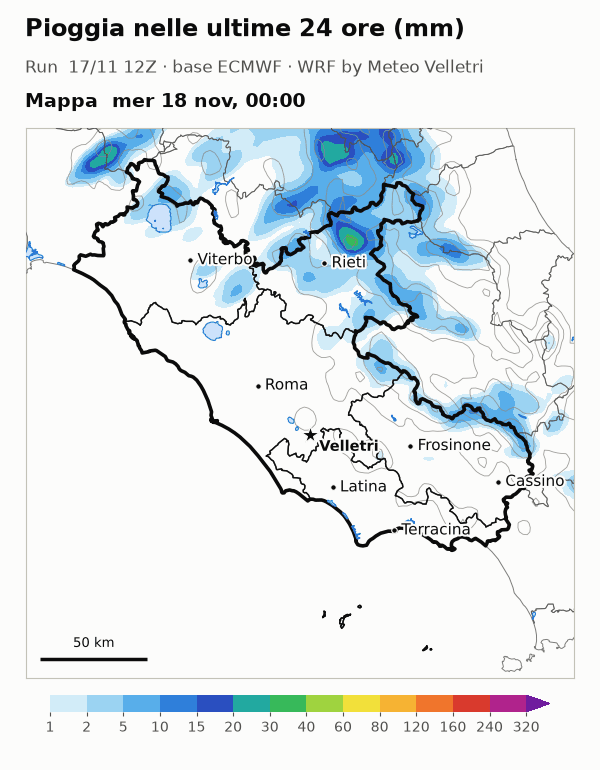 Pioggia nelle ultime 24 ore (mm)
Run  17/11 12Z · base ECMWF · WRF by Meteo Velletri
Mappa  mer 18 nov, 00:00
Viterbo
Rieti
Roma
Velletri
Frosinone
Cassino
Latina
Terracina
50 km
1 2 5 10 15 20 30 40 60 80 120 160 240 320